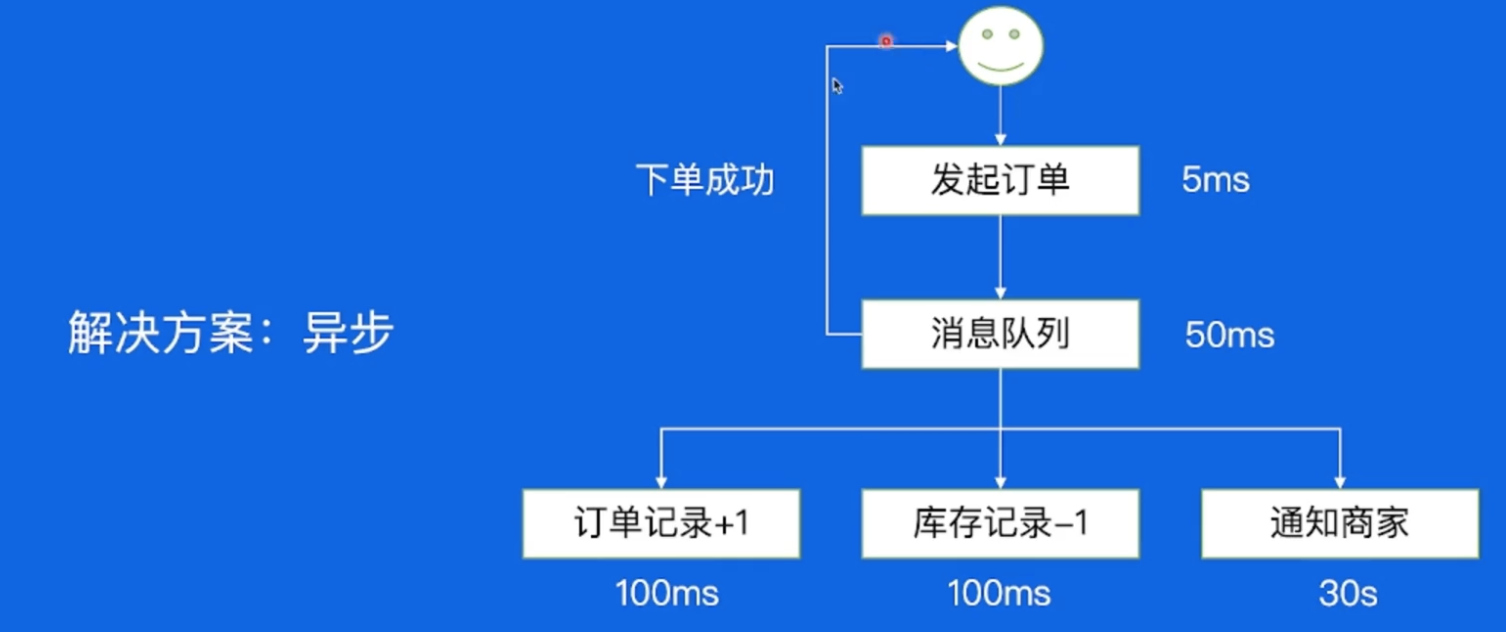 下单成功
发起订单
5ms
解决方案：异步
消息队列
50ms
订单记录+1
库存记录–1
通知商家
100ms
100ms
30s